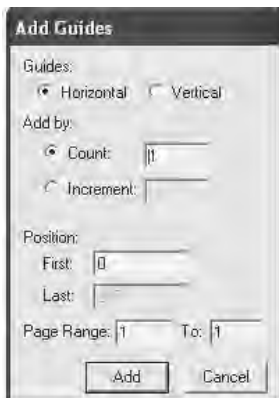 Add Guides
Guides:
Horizontal Vertical
Add by:
Count: 1
Increment:
Position:
First: 0
Last:
Page Range: 1 To: 1
Add Cancel